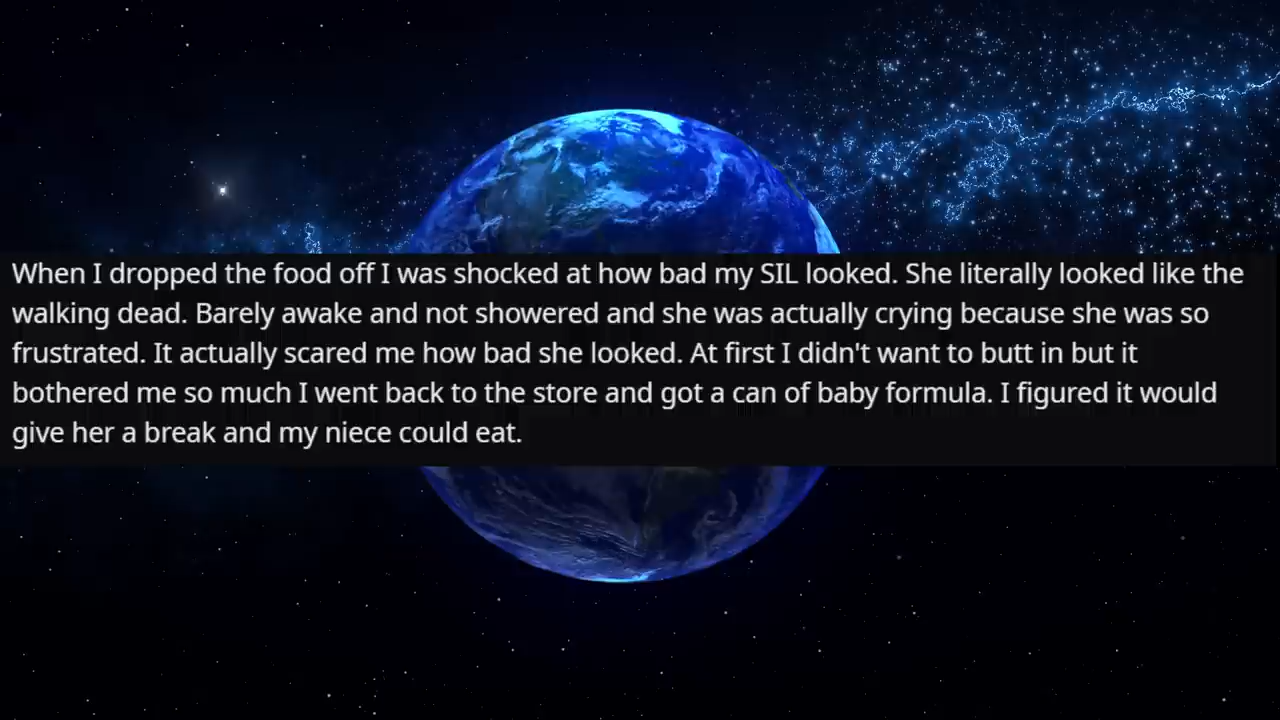 When I dropped the food off I was shocked at how bad my SIL looked. She literally looked like the
walking dead. Barely awake and not showered and she was actually crying because she was so
frustrated. It actually scared me how bad she looked. At first I didn't want to butt in but it
bothered me so much I went back to the store and got a can of baby formula. I figured it would
give her a break and my niece could eat.